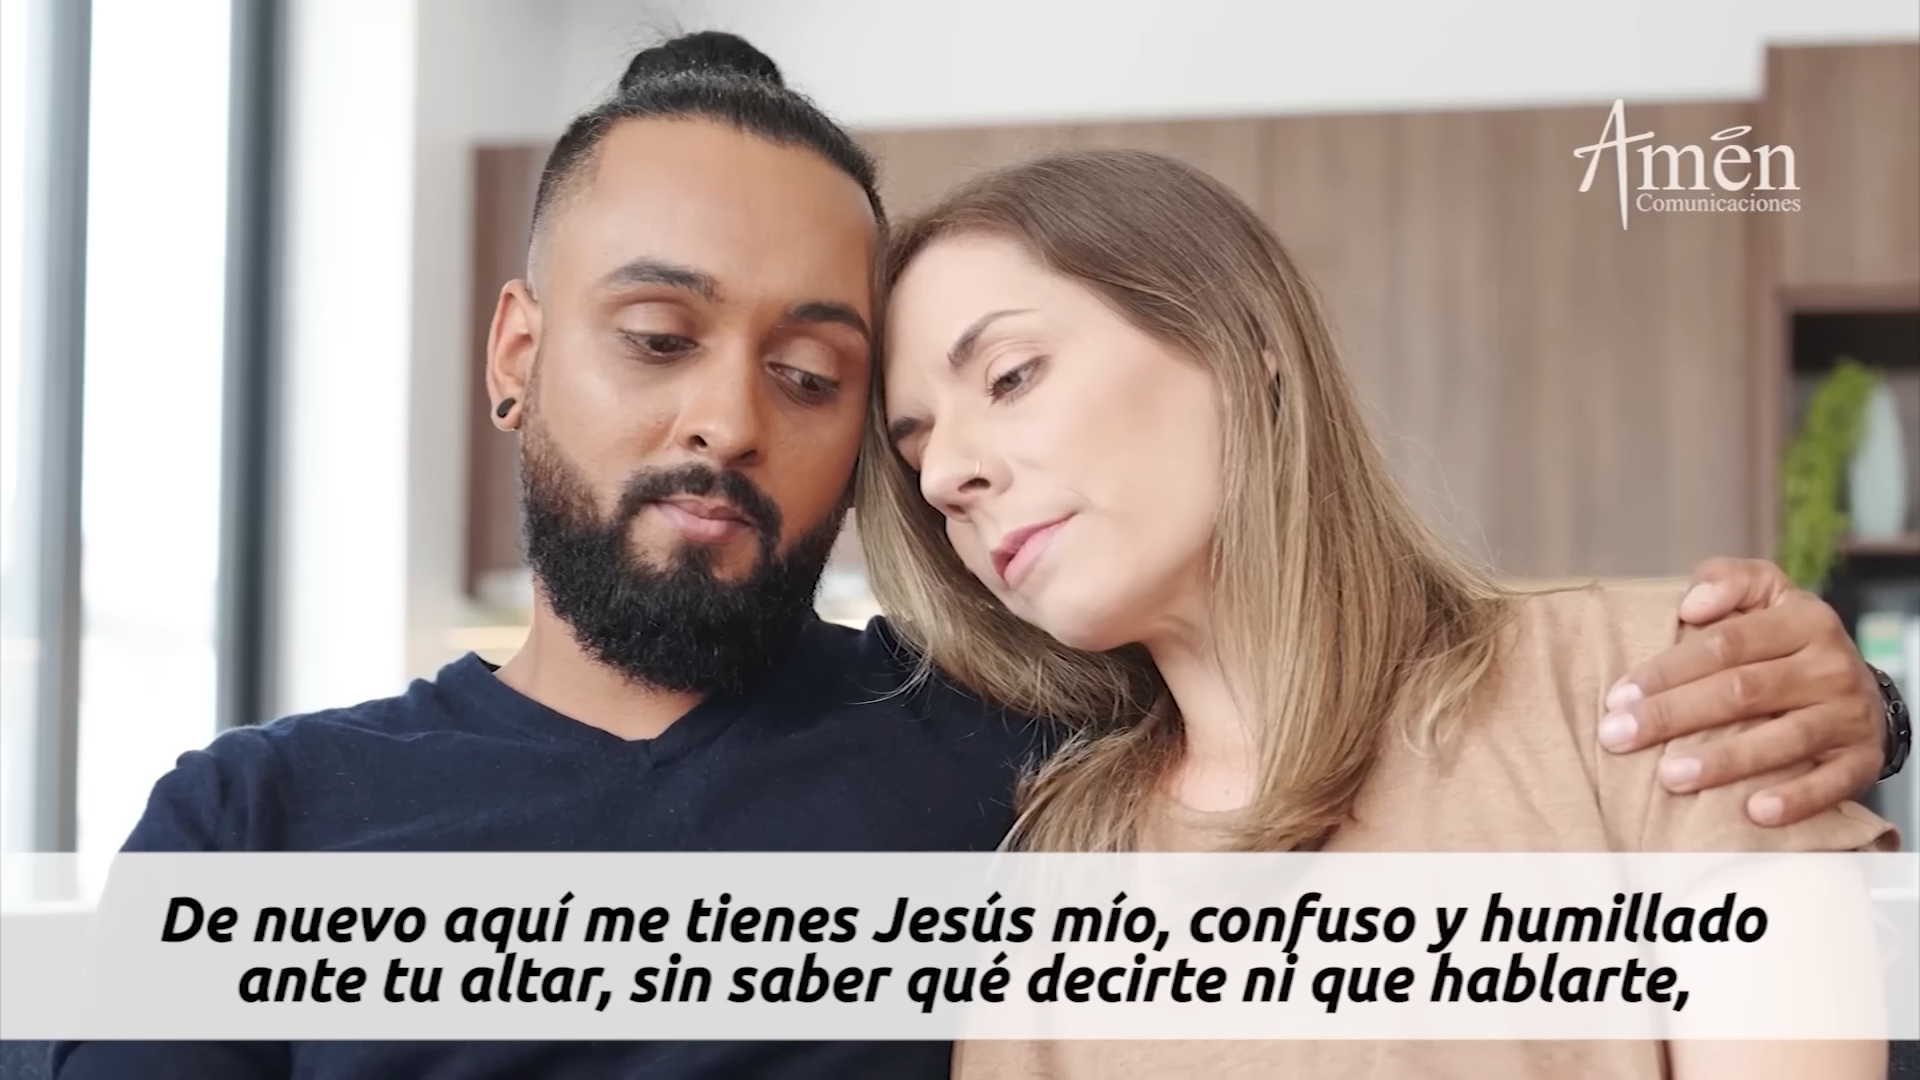 Amén
Comunicaciones
De nuevo aquí me tienes Jesús mío, confuso y humillado
ante tu altar, sin saber qué decirte ni que hablarte,